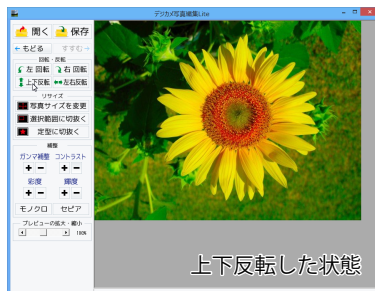 デジカメ写真編集Lite
開く 保存
←もどる すすむ→
回転・反転
左 回転 右 回転
上下反転 左右反転
リサイズ
写真サイズを変更
選択範囲に切抜く
定型に切抜く
補整
ガンマ補整 コントラスト
+ - + -
彩度 輝度
+ - + -
モノクロ セピア
プレビューの拡大・縮小
100%
上下反転した状態